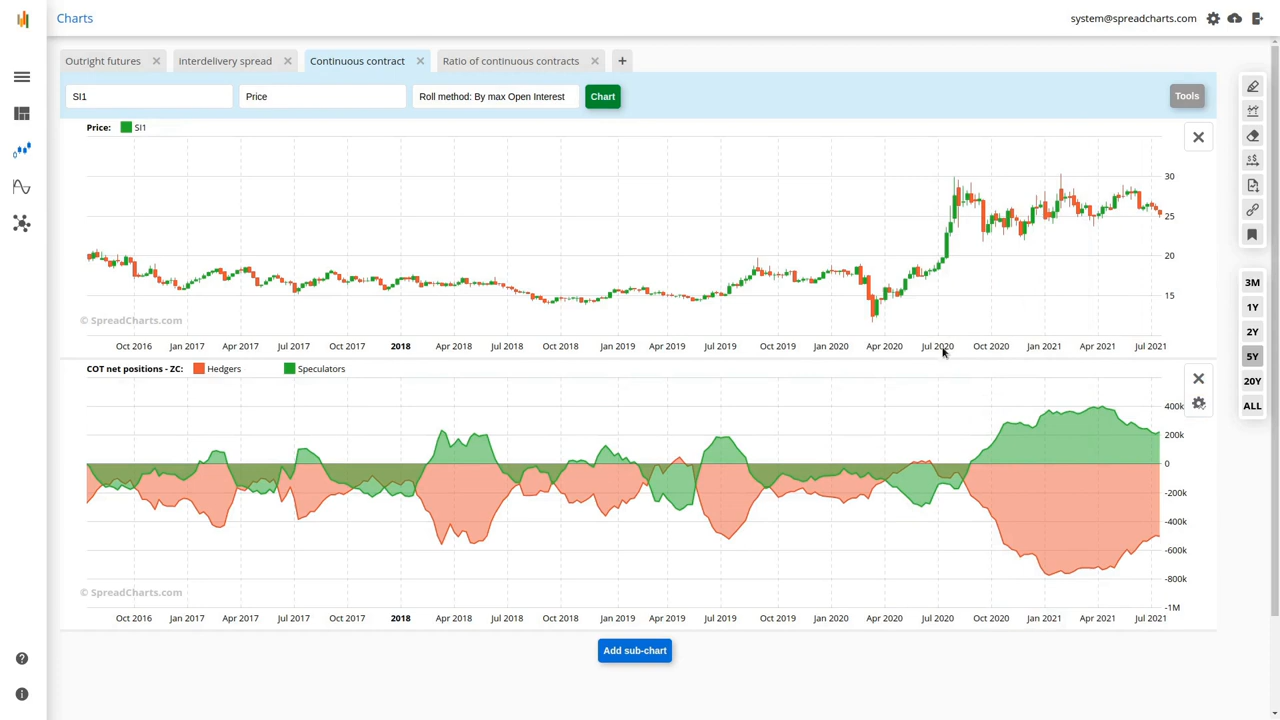 Charts
system@spreadcharts.com
Outright futures
Interdelivery spread
Continuous contract
Ratio of continuous contracts
SI1
Price
Roll method: By max Open Interest
Chart
Tools
Price: SI1
30
25
20
15
© SpreadCharts.com
Oct 2016 Jan 2017 Apr 2017 Jul 2017 Oct 2017 2018 Apr 2018 Jul 2018 Oct 2018 Jan 2019 Apr 2019 Jul 2019 Oct 2019 Jan 2020 Apr 2020 Jul 2020 Oct 2020 Jan 2021 Apr 2021 Jul 2021
COT net positions - ZC: Hedgers Speculators
400k
200k
0
-200k
-400k
-600k
-800k
-1M
© SpreadCharts.com
Oct 2016 Jan 2017 Apr 2017 Jul 2017 Oct 2017 2018 Apr 2018 Jul 2018 Oct 2018 Jan 2019 Apr 2019 Jul 2019 Oct 2019 Jan 2020 Apr 2020 Jul 2020 Oct 2020 Jan 2021 Apr 2021 Jul 2021
Add sub-chart
3M
1Y
2Y
5Y
20Y
ALL